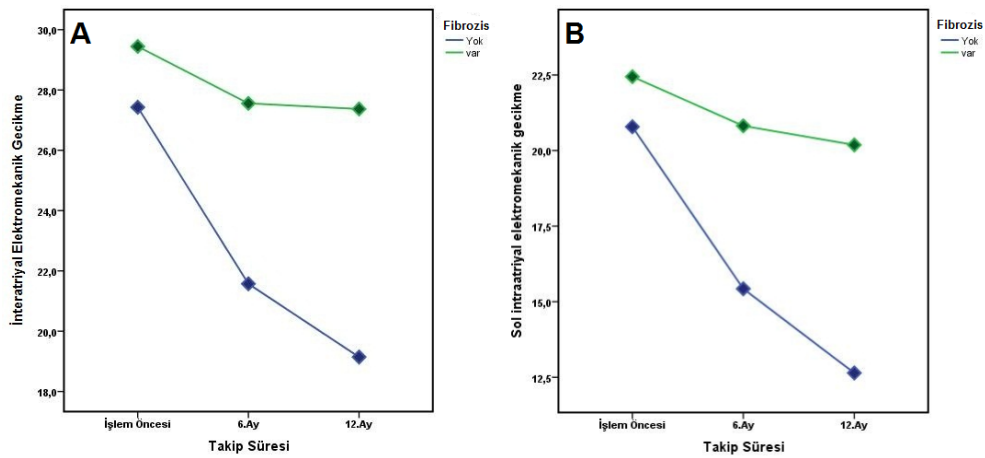 A
Fibrozis
Yok
var
30,0
28,0
26,0
24,0
22,0
20,0
18,0
İnteratriyal Elektromekanik Gecikme
İşlem Öncesi
6.Ay
12.Ay
Takip Süresi
B
Fibrozis
Yok
var
22,5
20,0
17,5
15,0
12,5
Sol intraatriyal elektromekanik gecikme
İşlem Öncesi
6.Ay
12.Ay
Takip Süresi